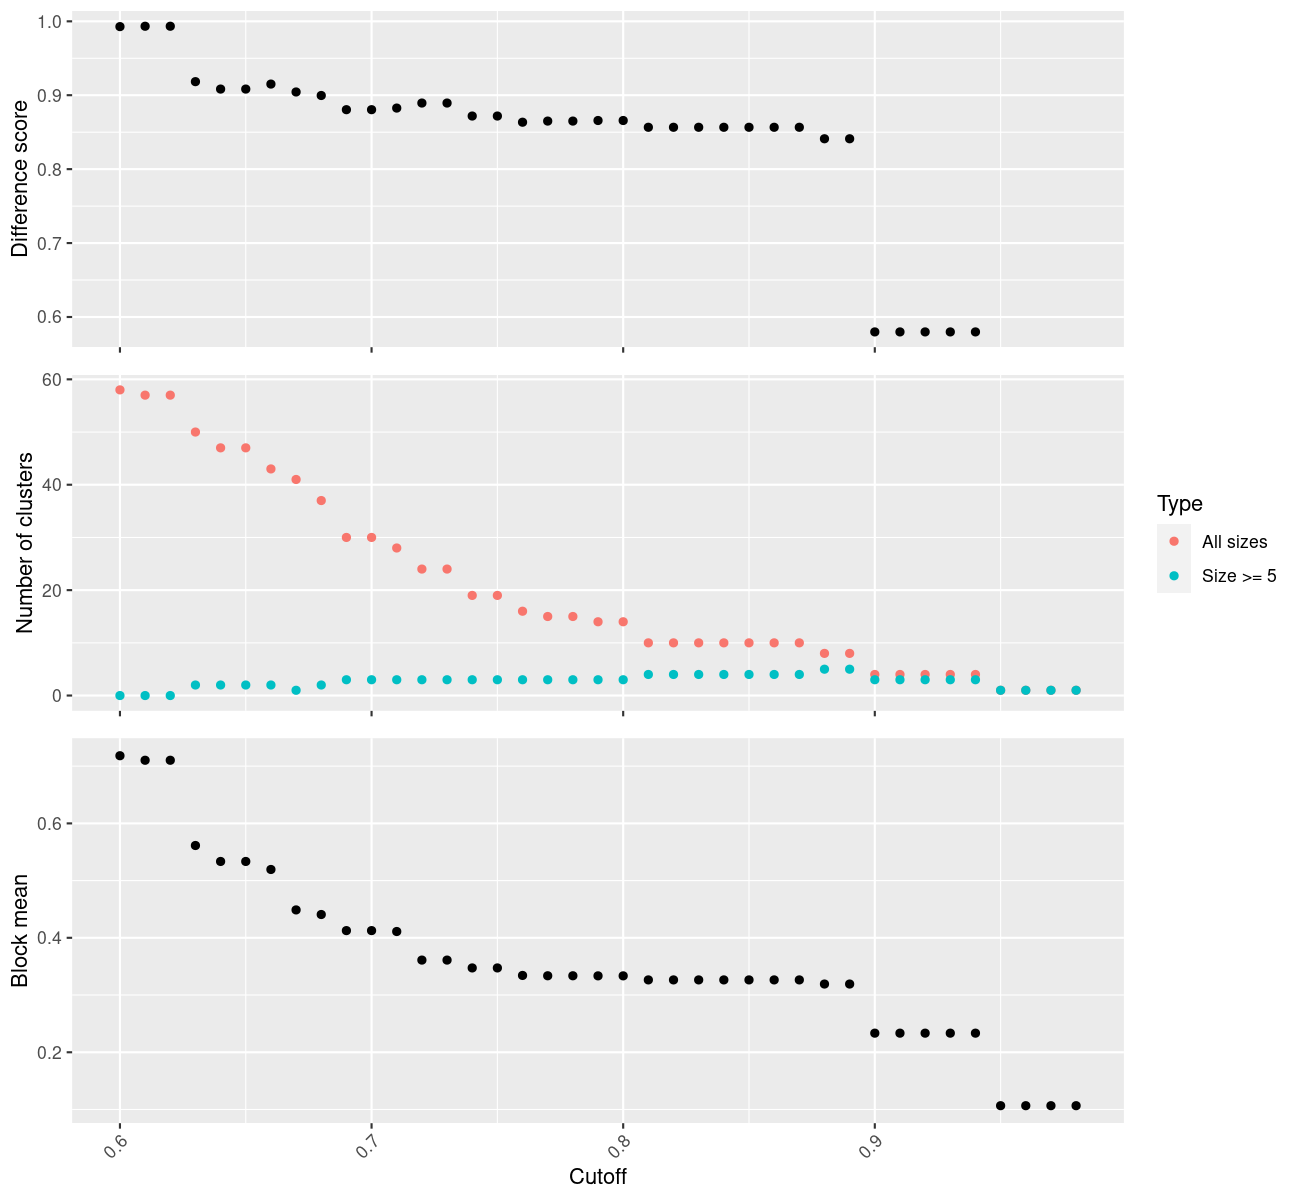 Difference score
1.0
0.9
0.8
0.7
0.6
Number of clusters
60
40
20
0
Type
All sizes
Size >= 5
Block mean
0.6
0.4
0.2
0.6
0.7
0.8
0.9
Cutoff